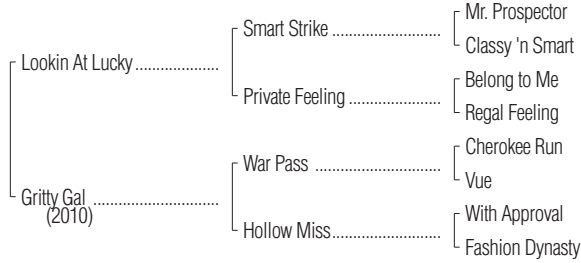 Mr. Prospector
Smart Strike ........................
Classy 'n Smart
Lookin At Lucky ...................
Belong to Me
Private Feeling ....................
Regal Feeling
Cherokee Run
War Pass ............................
Vue
Gritty Gal ............................
(2010)
With Approval
Hollow Miss ........................
Fashion Dynasty